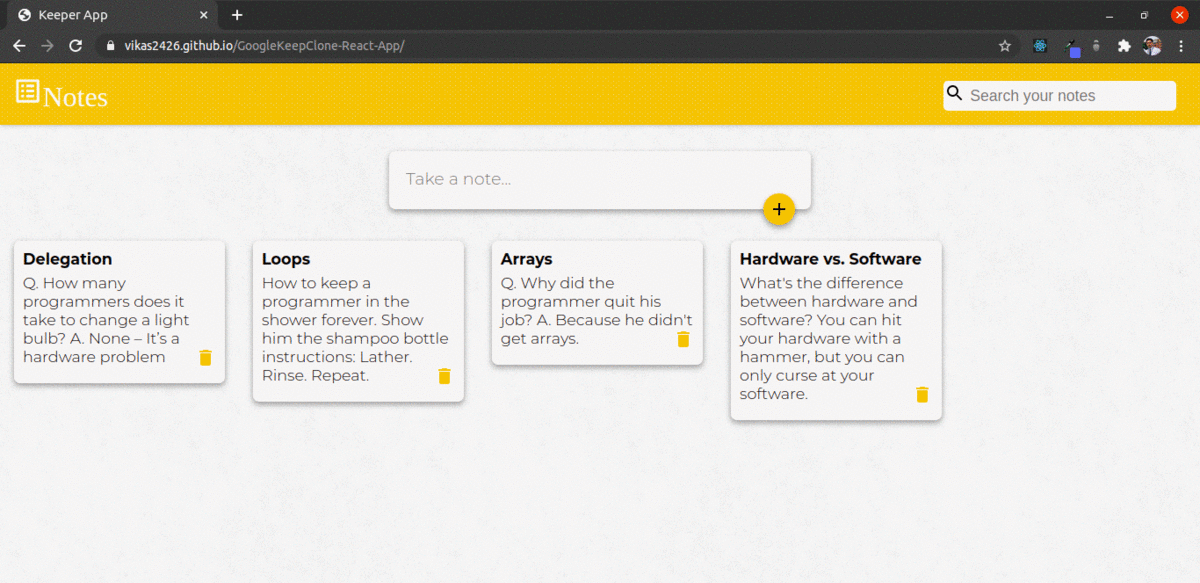 Keeper App
vikas2426.github.io/GoogleKeepClone-React-App/
Notes
Search your notes
Take a note...
Delegation
Q. How many
programmers does it
take to change a light
bulb? A. None – It’s a
hardware problem
Loops
How to keep a
programmer in the
shower forever. Show
him the shampoo bottle
instructions: Lather.
Rinse. Repeat.
Arrays
Q. Why did the
programmer quit his
job? A. Because he didn't
get arrays.
Hardware vs. Software
What's the difference
between hardware and
software? You can hit
your hardware with a
hammer, but you can
only curse at your
software.